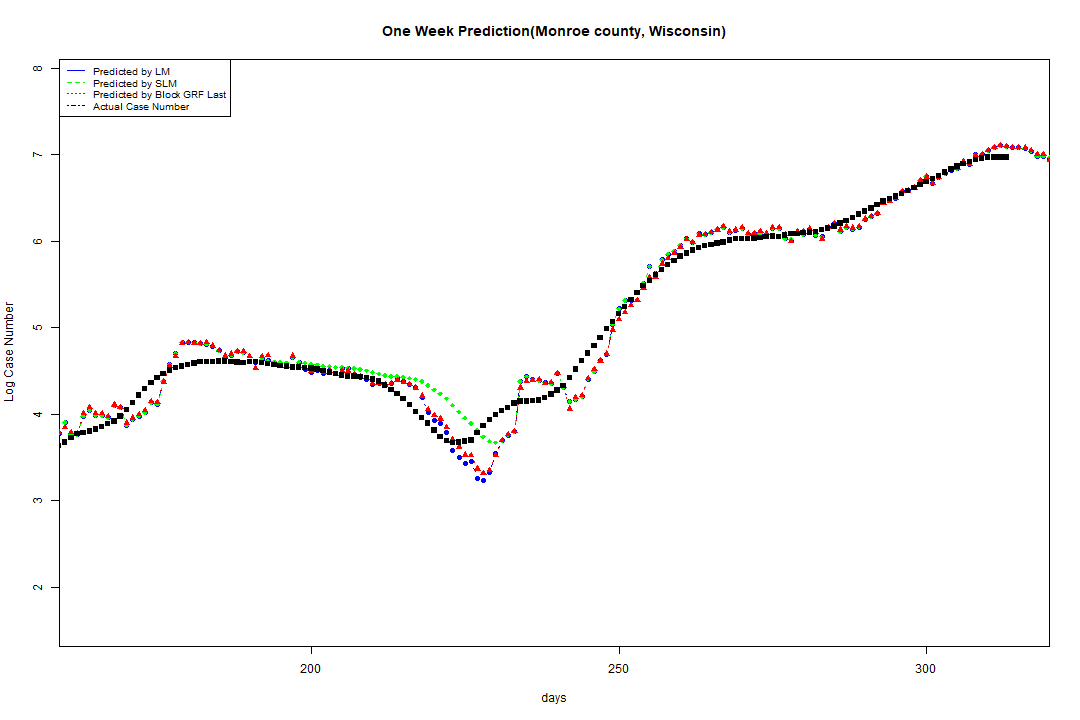 One Week Prediction(Monroe county, Wisconsin)
Predicted by LM
Predicted by SLM
Predicted by Block GRF Last
Actual Case Number
8
7
6
5
4
3
2
Log Case Number
200
250
300
days